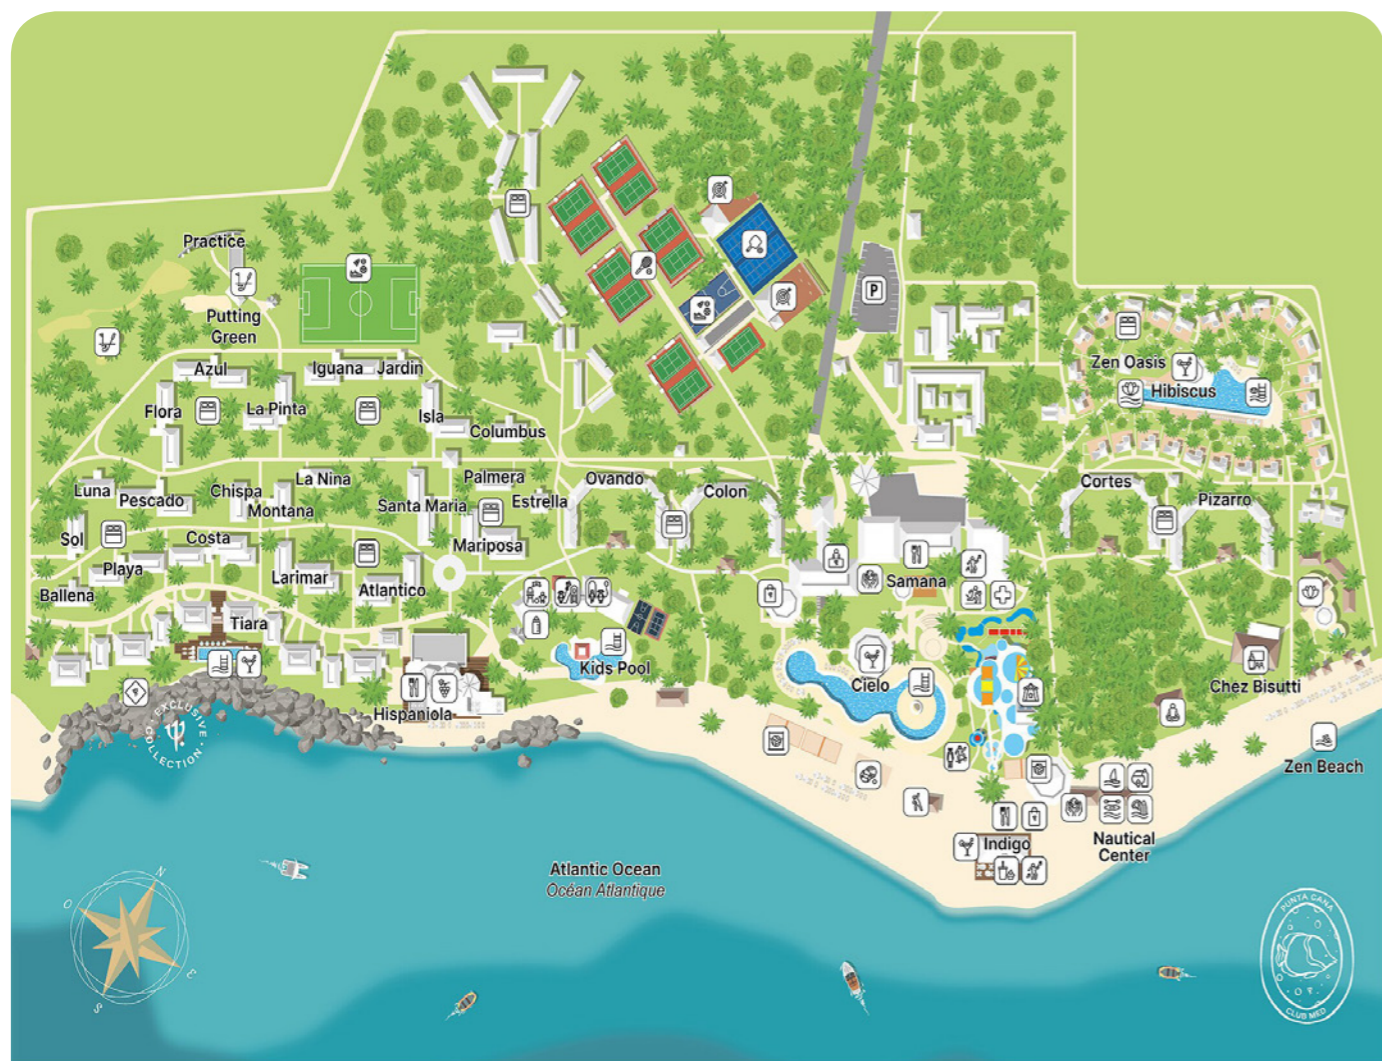 Practice
Putting
Green
Azul
Iguana
Jardin
Flora
La Pinta
Isla
Columbus
Zen Oasis
Hibiscus
P
Luna
Pescado
Chispa
La Nina
Montana
Santa Maria
Palmera
Estrella
Ovando
Colon
Cortes
Pizarro
Sol
Costa
Mariposa
Playa
Larimar
Atlantico
Ballena
Samana
Tiara
Kids Pool
Cielo
Chez Bisutti
Hispaniola
EXCLUSIVE
COLLECTION
Zen Beach
Indigo
Nautical
Center
Atlantic Ocean
Océan Atlantique
N
O
E
S
PUNTA CANA
OF
CLUB MED